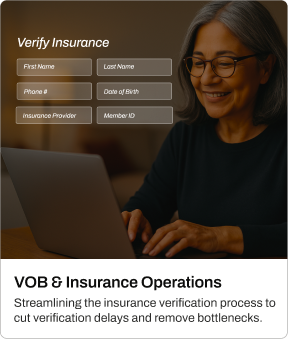 Verify Insurance
First Name
Last Name
Phone #
Date of Birth
Insurance Provider
Member ID
VOB & Insurance Operations
Streamlining the insurance verification process to
cut verification delays and remove bottlenecks.